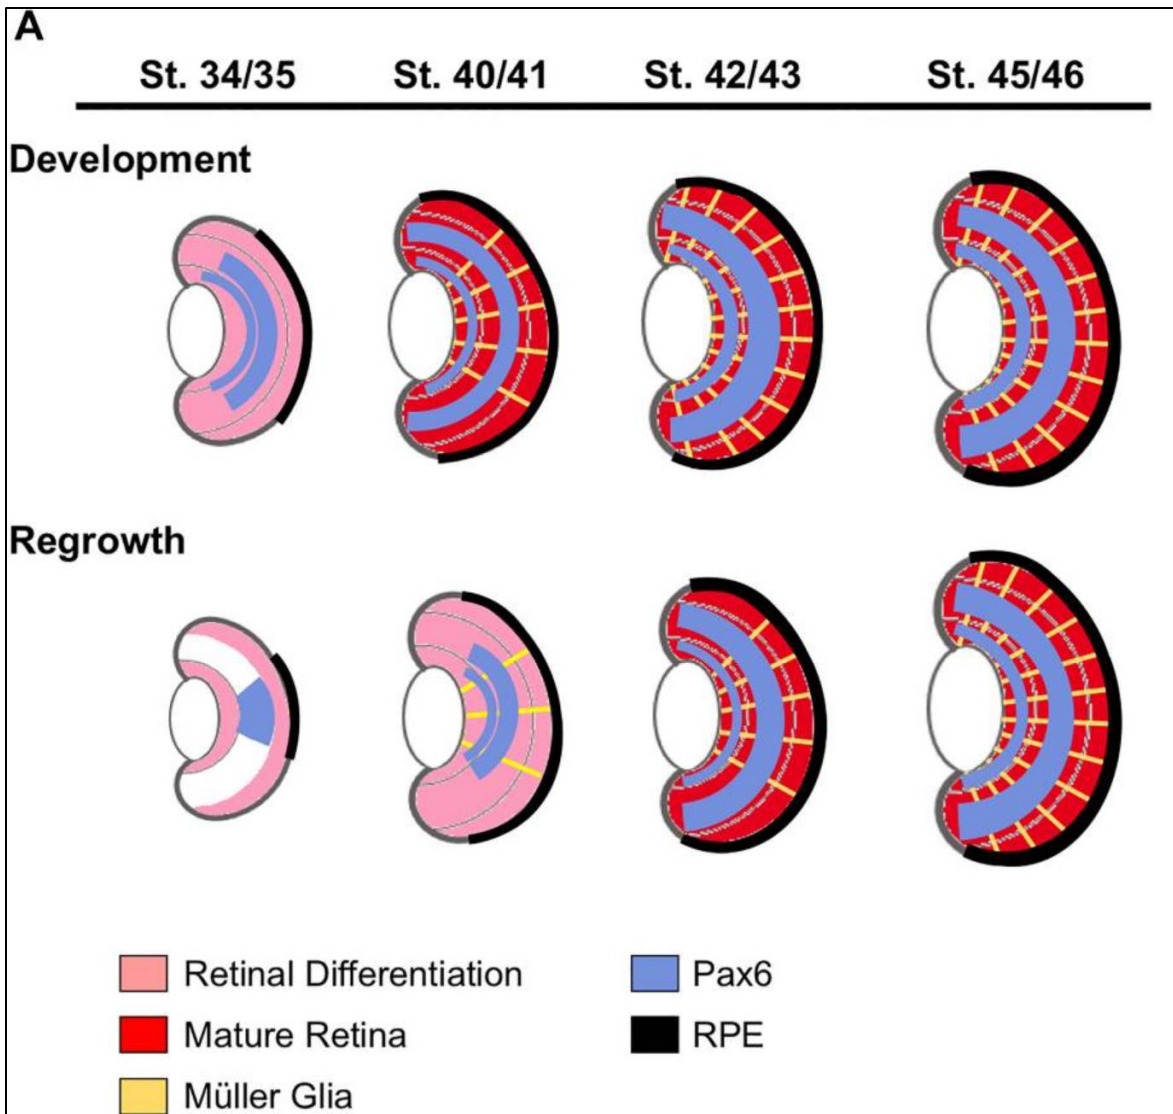 A
St. 34/35 St. 40/41 St. 42/43 St. 45/46
Development
Regrowth
Retinal Differentiation Pax6
Mature Retina RPE
Müller Glia